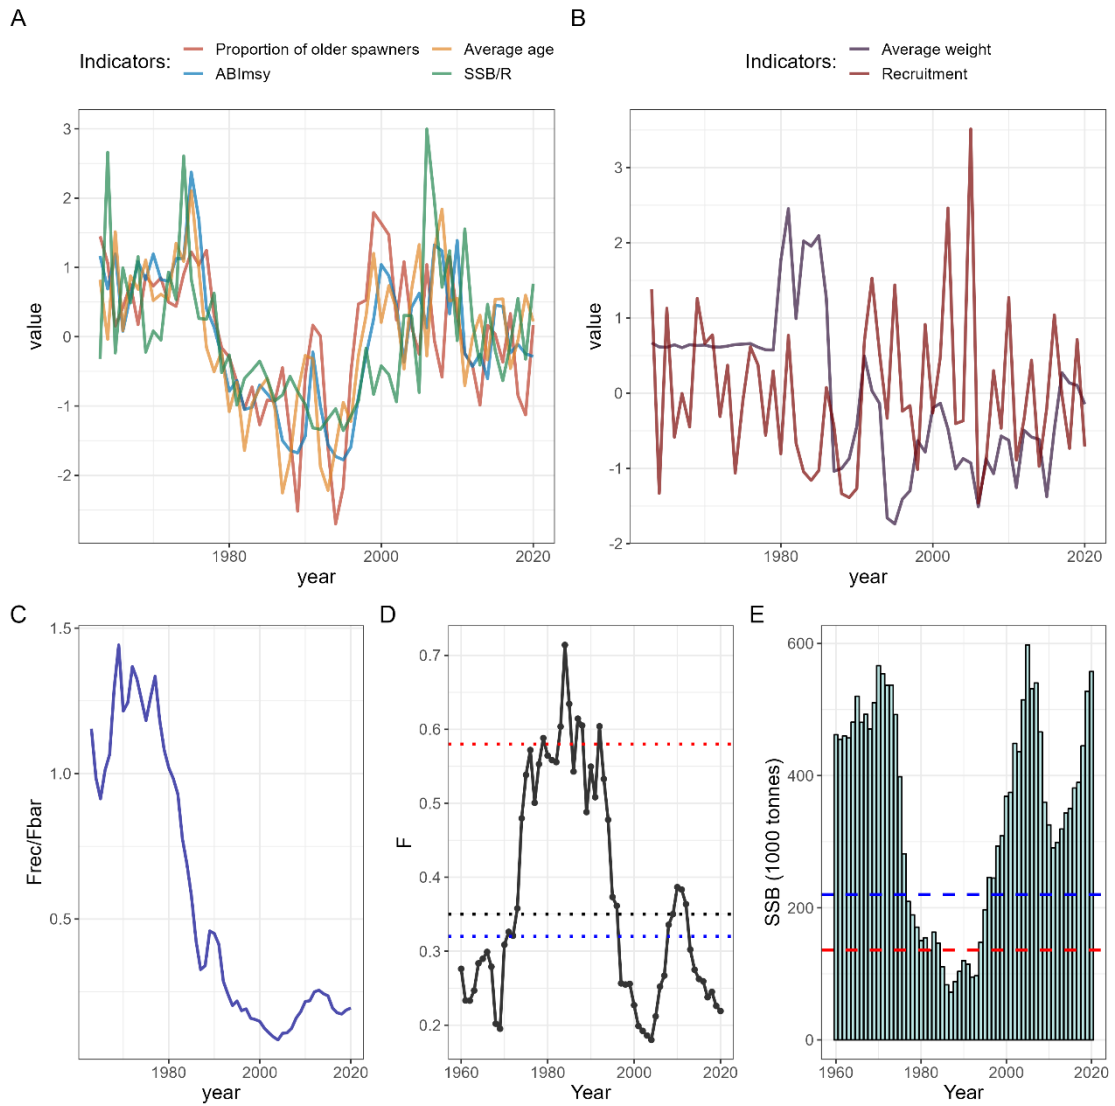 A
B
Indicators:
Proportion of older spawners
Average age
ABImsy
SSB/R
Indicators:
Average weight
Recruitment
3
2
1
0
-1
-2
value
1980
2000
2020
year
3
2
1
0
-1
-2
value
1980
2000
2020
year
C
D
E
1.5
1.0
0.5
Frec/Fbar
1980
2000
2020
year
0.7
0.6
0.5
0.4
0.3
0.2
F
1960
1980
2000
2020
Year
600
400
200
0
SSB (1000 tonnes)
1960
1980
2000
2020
Year